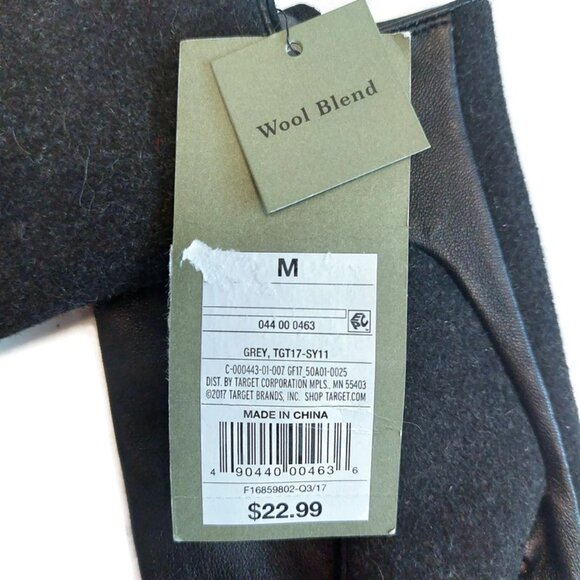 Wool Blend
M
044 00 0463
GREY, TGT17-SY11
C-000443-01-007 GF17_50A01-0025
DIST. BY TARGET CORPORATION MPLS., MN 55403
©2017 TARGET BRANDS, INC. SHOP TARGET.COM
MADE IN CHINA
4 90440 00463 6
F16859802-Q3/17
$22.99